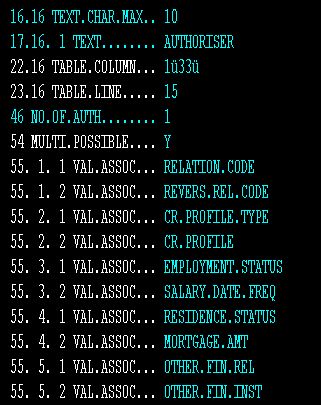 16.16 TEXT.CHAR.MAX.. 10
17.16. 1 TEXT........ AUTHORISER
22.16 TABLE.COLUMN... 1ü33ü
23.16 TABLE.LINE..... 15
46 NO.OF.AUTH........ 1
54 MULTI.POSSIBLE.... Y
55. 1. 1 VAL.ASSOC... RELATION.CODE
55. 1. 2 VAL.ASSOC... REVERS.REL.CODE
55. 2. 1 VAL.ASSOC... CR.PROFILE.TYPE
55. 2. 2 VAL.ASSOC... CR.PROFILE
55. 3. 1 VAL.ASSOC... EMPLOYMENT.STATUS
55. 3. 2 VAL.ASSOC... SALARY.DATE.FREQ
55. 4. 1 VAL.ASSOC... RESIDENCE.STATUS
55. 4. 2 VAL.ASSOC... MORTGAGE.AMT
55. 5. 1 VAL.ASSOC... OTHER.FIN.REL
55. 5. 2 VAL.ASSOC... OTHER.FIN.INST